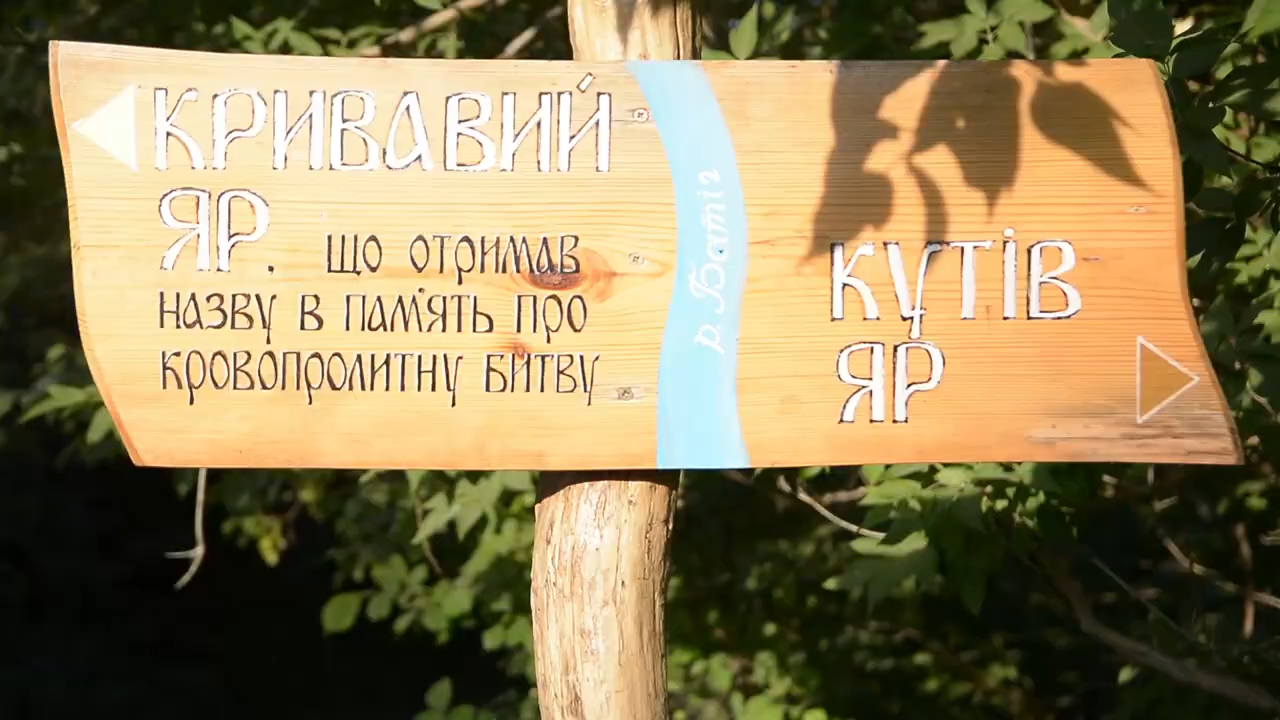 КРИВАВИЙ
ЯР. ЩО ОТРИМАВ
НАЗВУ В ПАМ'ЯТЬ ПРО
КРОВОПРОЛИТНУ БИТВУ
р. Батіг
КУТІВ
ЯР